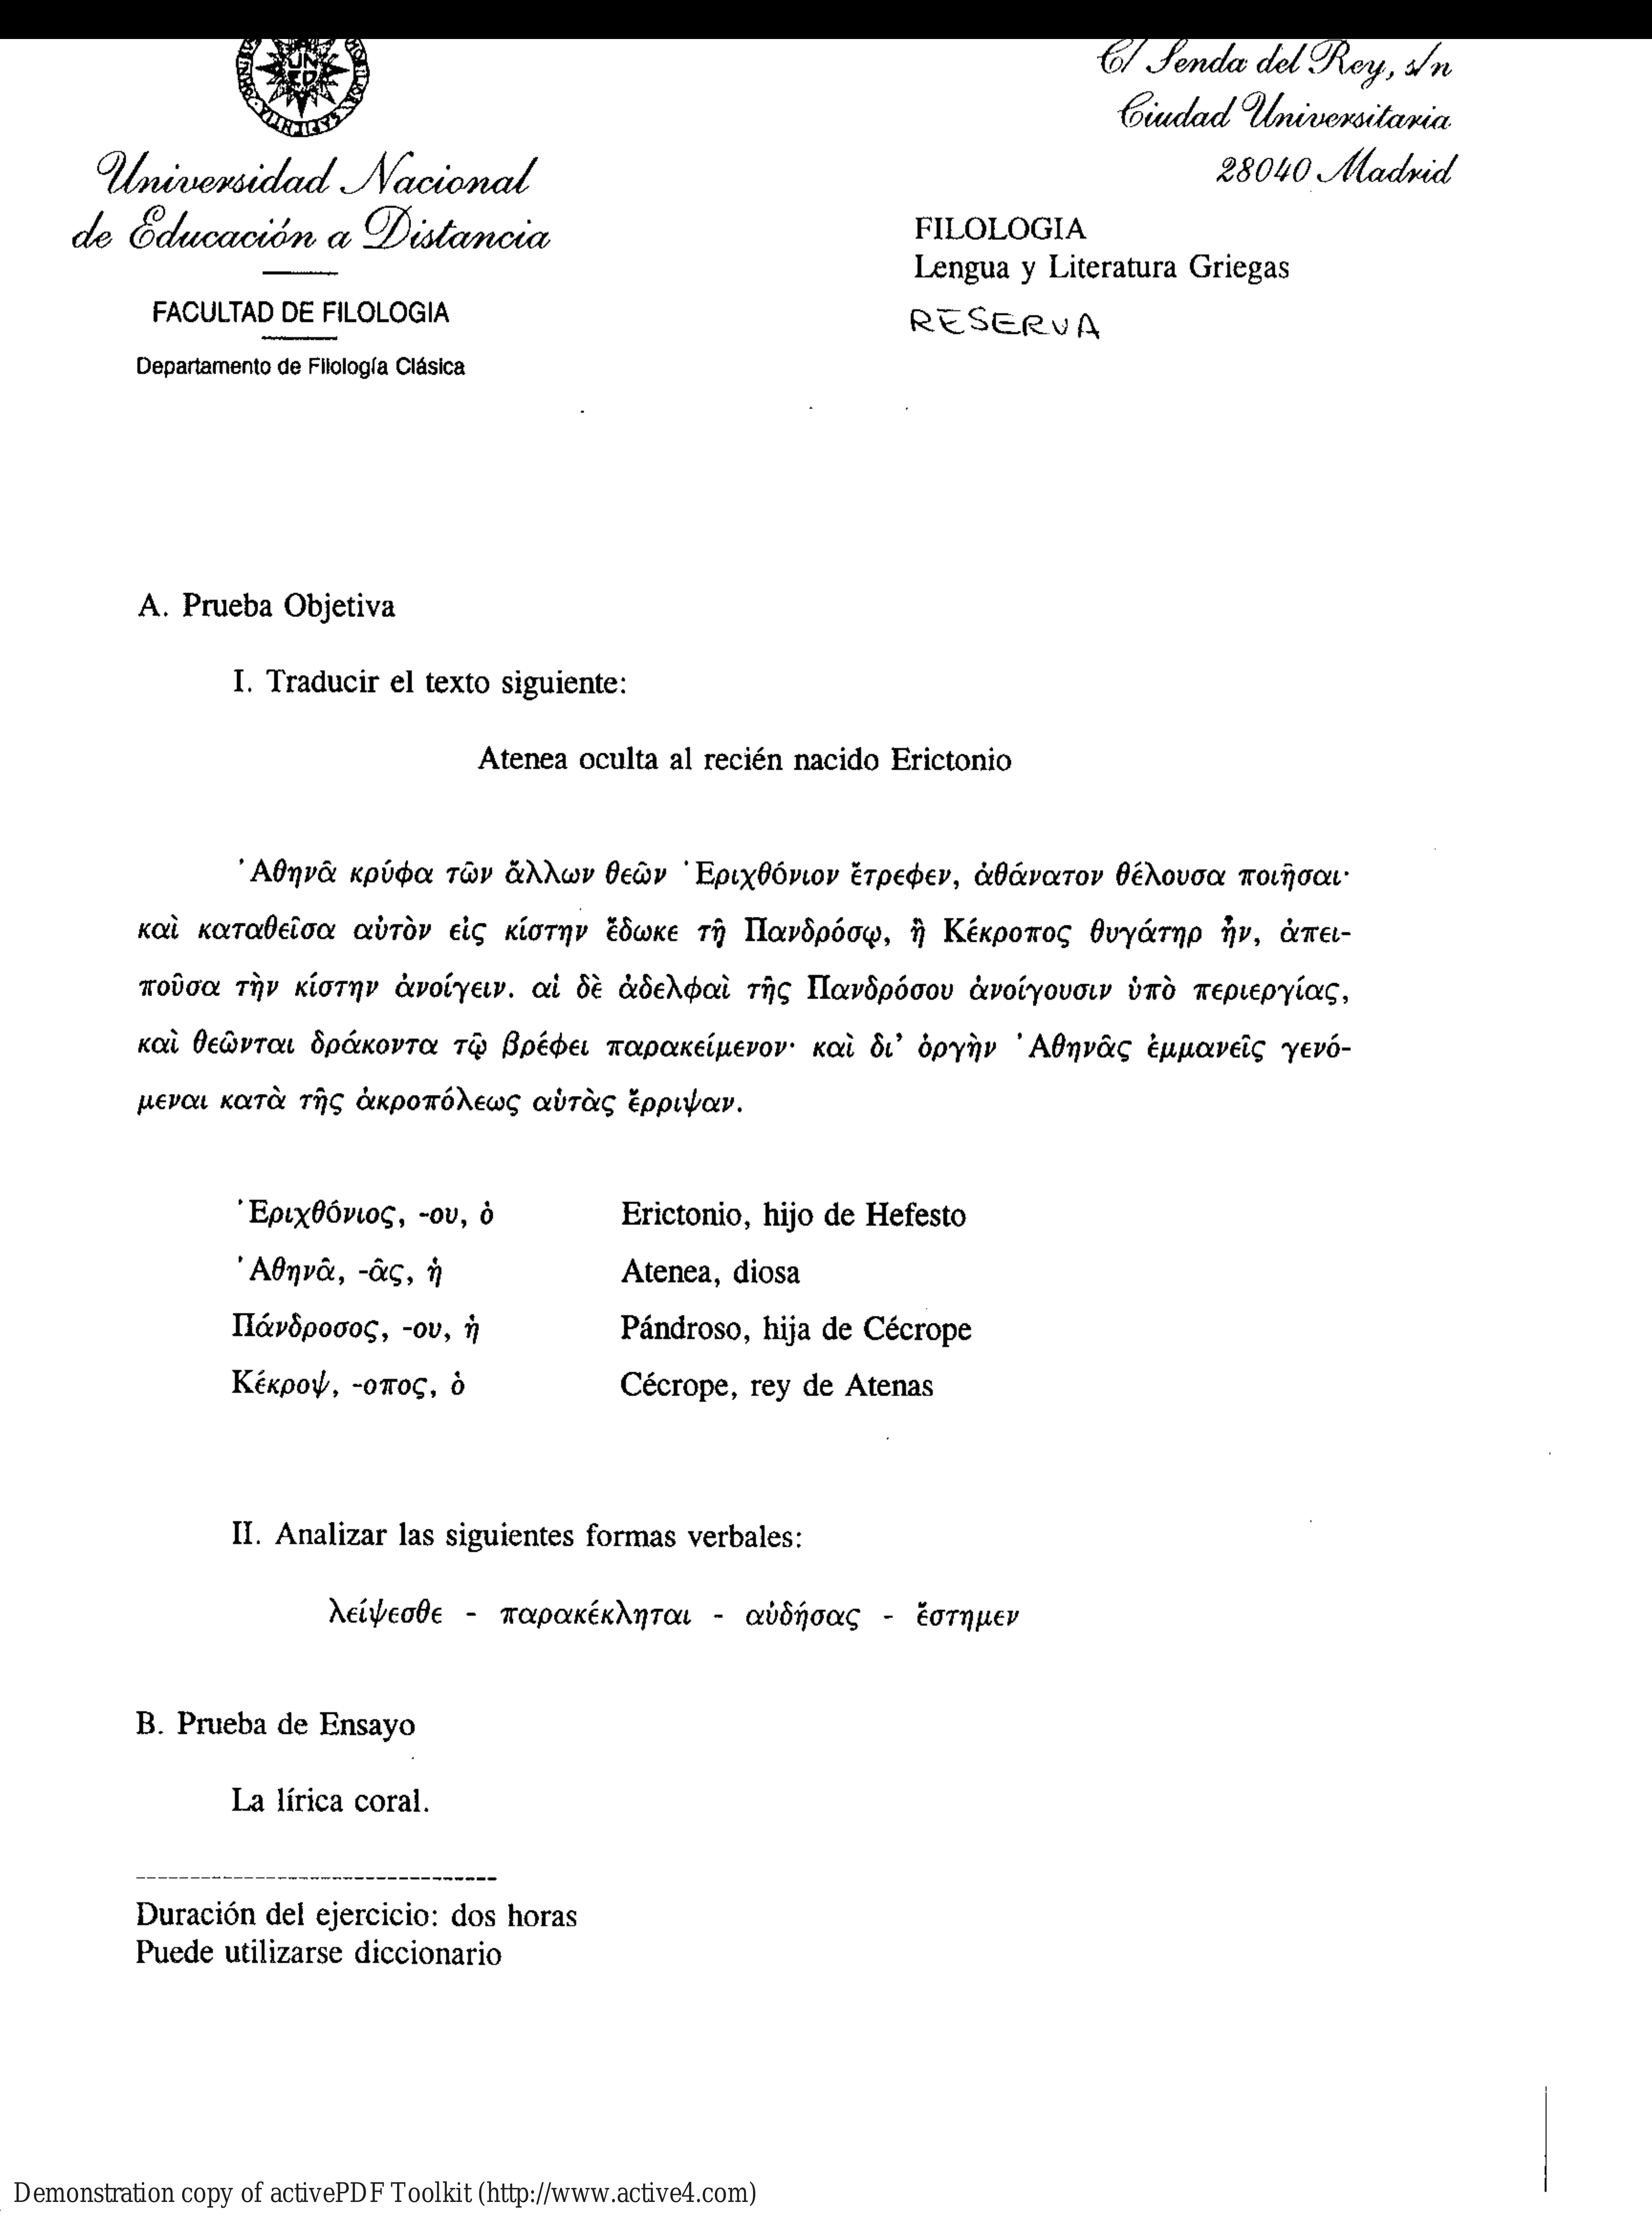 C/ Senda del Rey, s/n
Ciudad Universitaria
28040 Madrid
Universidad Nacional
de Educación a Distancia
FACULTAD DE FILOLOGIA
Departamento de Filología Clásica
FILOLOGIA
Lengua y Literatura Griegas
RESERVA
A. Prueba Objetiva
I. Traducir el texto siguiente:
Atenea oculta al recién nacido Erictonio
Ἀθηνᾶ κρύφα τῶν ἄλλων θεῶν Ἐριχθόνιον ἔτρεφεν, ἀθάνατον θέλουσα ποιῆσαι·
καὶ καταθεῖσα αὐτὸν εἰς κίστην ἔδωκε τῇ Πανδρόσῳ, ἣ Κέκροπος θυγάτηρ ἦν, ἀπει-
ποῦσα τὴν κίστην ἀνοίγειν. αἱ δὲ ἀδελφαὶ τῆς Πανδρόσου ἀνοίγουσιν ὑπὸ περιεργίας,
καὶ θεῶνται δράκοντα τῷ βρέφει παρακείμενον· καὶ δι' ὀργὴν Ἀθηνᾶς ἐμμανεῖς γενό-
μεναι κατὰ τῆς ἀκροπόλεως αὑτὰς ἔρριψαν.
Ἐριχθόνιος, -ου, ὁ Erictonio, hijo de Hefesto
Ἀθηνᾶ, -ᾶς, ἡ Atenea, diosa
Πάνδροσος, -ου, ἡ Pándroso, hija de Cécrope
Κέκροψ, -οπος, ὁ Cécrope, rey de Atenas
II. Analizar las siguientes formas verbales:
λείψεσθε - παρακέκληται - αὐδήσας - ἔστημεν
B. Prueba de Ensayo
La lírica coral.
Duración del ejercicio: dos horas
Puede utilizarse diccionario
Demonstration copy of activePDF Toolkit (http://www.active4.com)